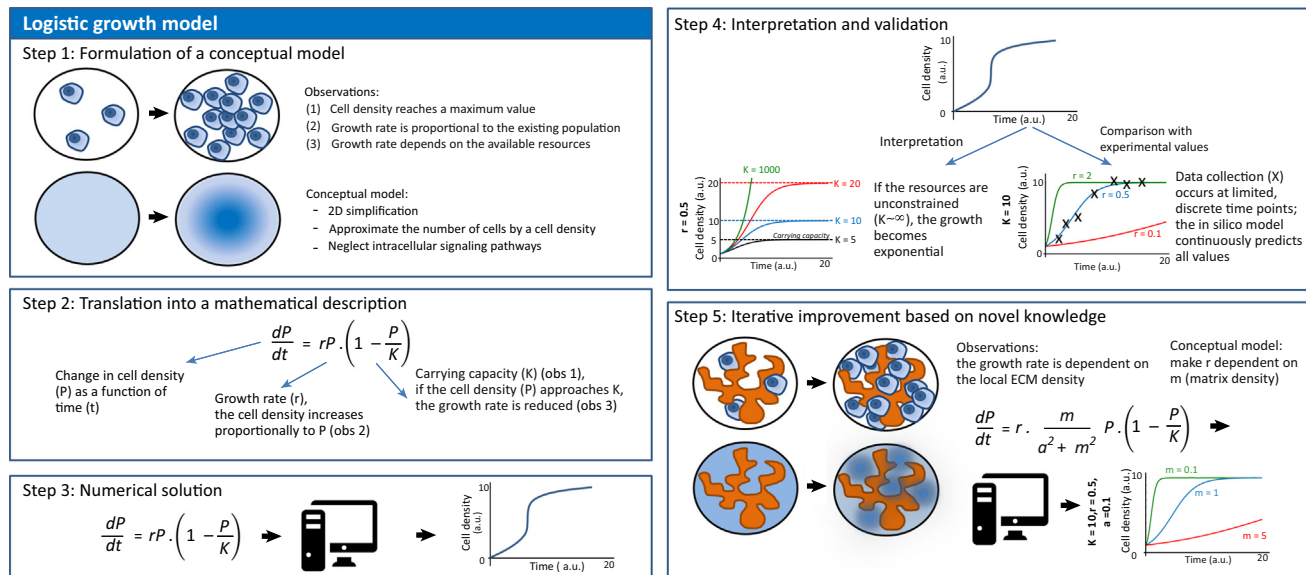 Logistic growth model
Step 1: Formulation of a conceptual model
Observations:
(1) Cell density reaches a maximum value
(2) Growth rate is proportional to the existing population
(3) Growth rate depends on the available resources
Conceptual model:
- 2D simplification
- Approximate the number of cells by a cell density
- Neglect intracellular signaling pathways
Step 2: Translation into a mathematical description
dP/dt = rP . (1 − P/K)
Change in cell density
(P) as a function of
time (t)
Growth rate (r),
the cell density increases
proportionally to P (obs 2)
Carrying capacity (K) (obs 1),
if the cell density (P) approaches K,
the growth rate is reduced (obs 3)
Step 3: Numerical solution
dP/dt = rP . (1 − P/K)
Cell density
(a.u.)
10
0
Time ( a.u.)
20
Step 4: Interpretation and validation
Cell density
(a.u.)
10
0
Time (a.u.)
20
Interpretation
Comparison with
experimental values
r = 0.5
Cell density (a.u.)
20
10
5
0
K = 1000
K = 20
K = 10
Carrying capacity
K = 5
Time (a.u.)
20
If the resources are
unconstrained
(K~∞), the growth
becomes
exponential
K = 10
Cell density (a.u.)
10
0
r = 2
X X X X X X X X
r = 0.5
r = 0.1
Time (a.u.)
20
Data collection (X)
occurs at limited,
discrete time points;
the in silico model
continuously predicts
all values
Step 5: Iterative improvement based on novel knowledge
Observations:
the growth rate is dependent on
the local ECM density
Conceptual model:
make r dependent on
m (matrix density)
dP/dt = r . m/(a² + m²) P . (1 − P/K)
K = 10,r = 0.5,
a =0.1
Cell density (a.u.)
10
0
m = 0.1
m = 1
m = 5
Time (a.u.)
20